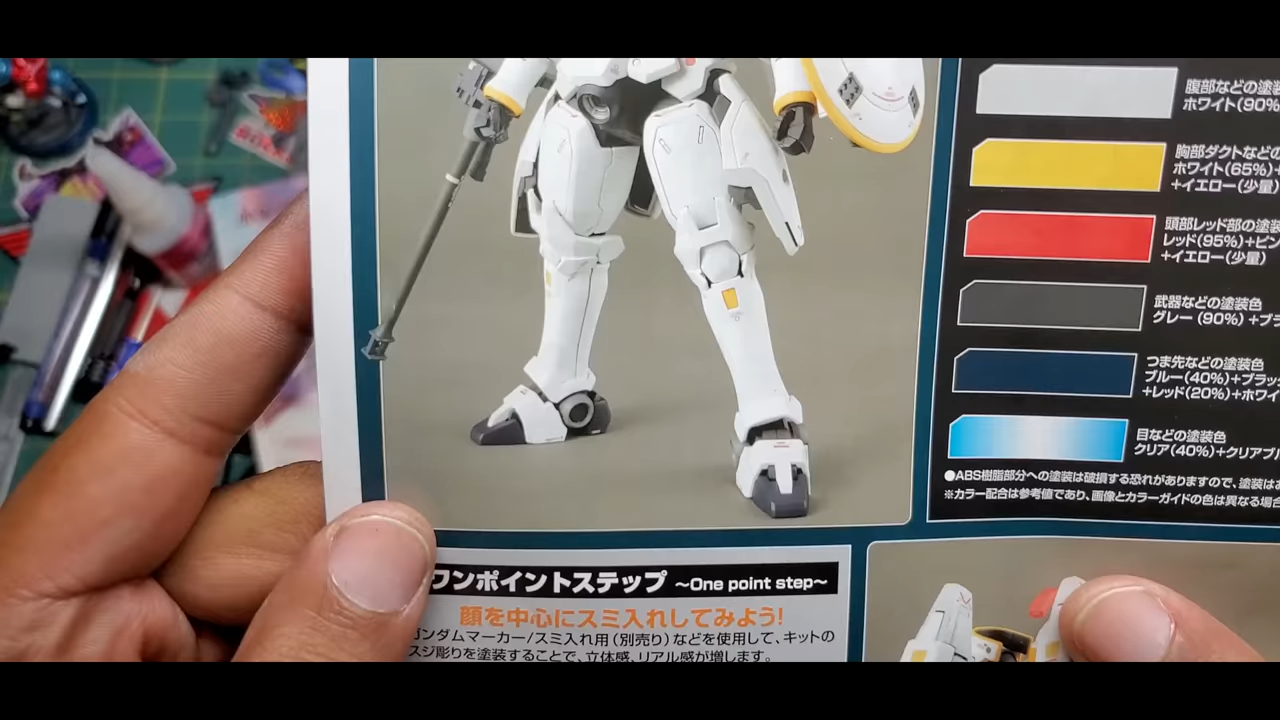 腹部などの塗装
ホワイト(90%
胸部ダクトなどの
ホワイト(65%)+
+イエロー(少量)
頭部レッド部の塗装
レッド(95%)+ピン
+イエロー(少量)
武器などの塗装色
グレー(90%)+ブラ
つま先などの塗装色
ブルー(40%)+ブラッ
+レッド(20%)+ホワイ
目などの塗装色
クリア(40%)+クリアブル
●ABS樹脂部分への塗装は破損する恐れがありますので、塗装はお
※カラー配合は参考値であり、画像とカラーガイドの色は異なる場合
ワンポイントステップ ～One point step～
顔を中心にスミ入れしてみよう!
ガンダムマーカー/スミ入れ用(別売り)などを使用して、キットの
スジ彫りを塗装することで、立体感、リアル感が増します。